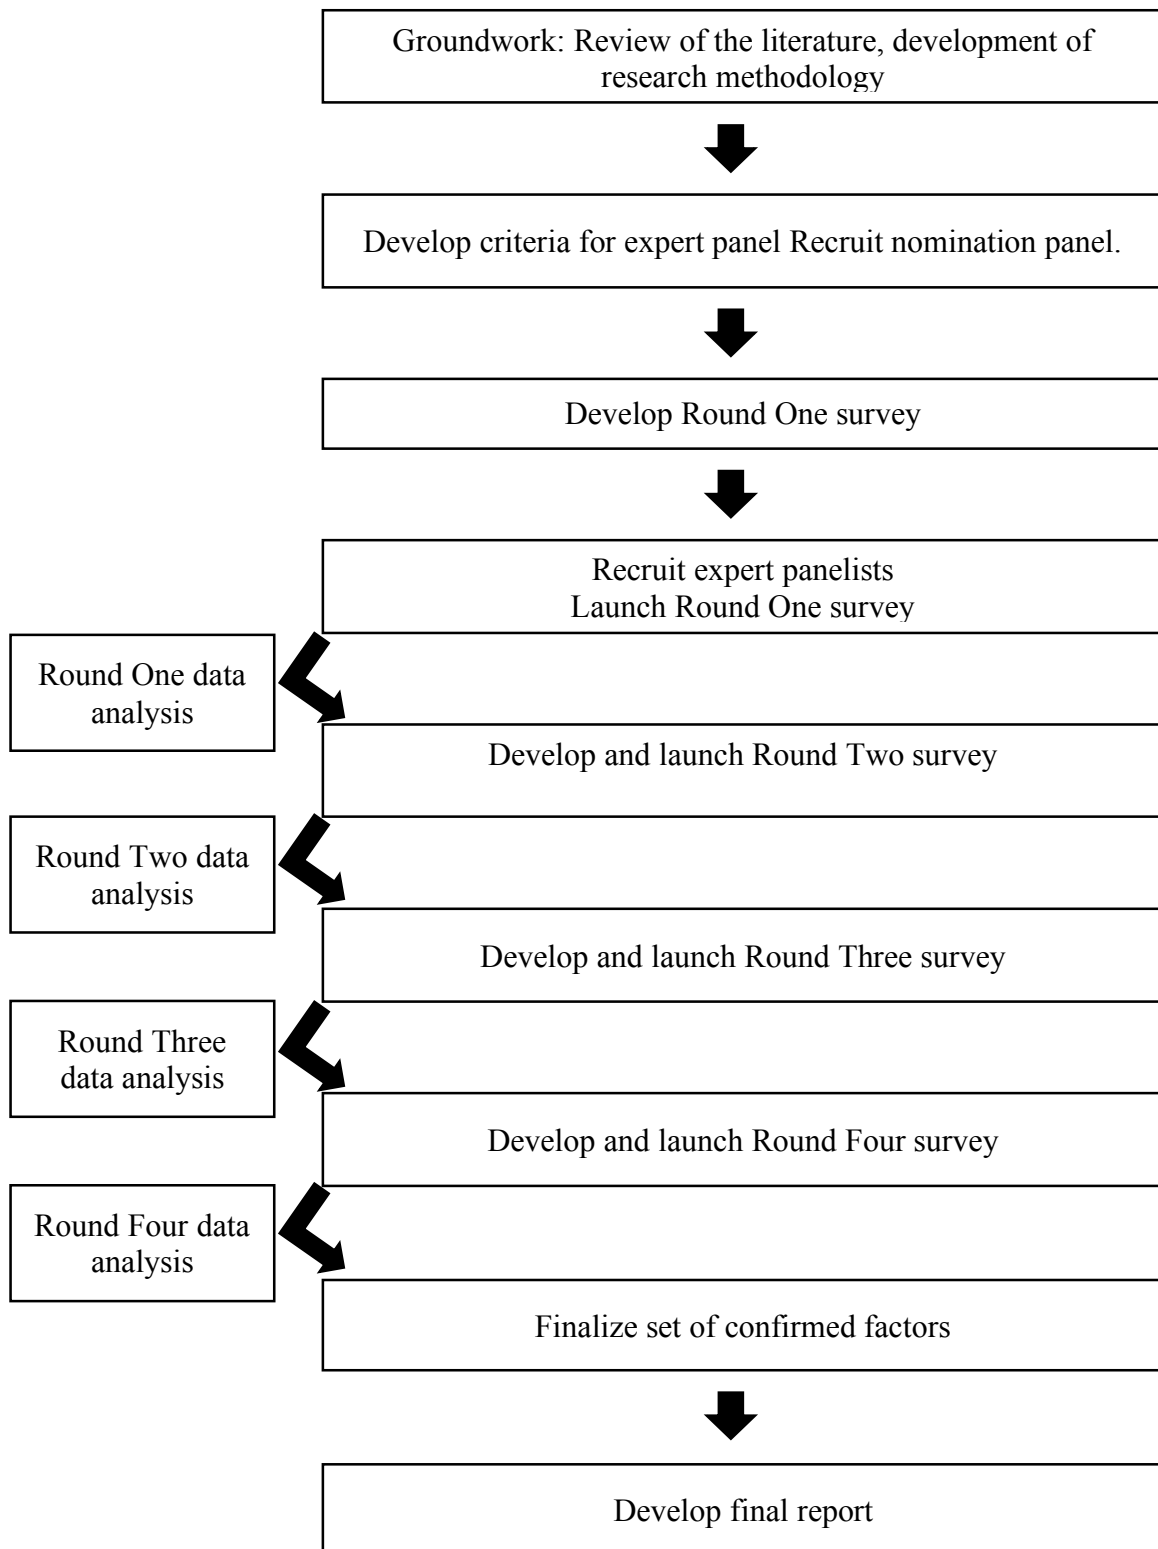 Groundwork: Review of the literature, development of
research methodology
Develop criteria for expert panel Recruit nomination panel.
Develop Round One survey
Recruit expert panelists
Launch Round One survey
Round One data
analysis
Develop and launch Round Two survey
Round Two data
analysis
Develop and launch Round Three survey
Round Three
data analysis
Develop and launch Round Four survey
Round Four data
analysis
Finalize set of confirmed factors
Develop final report